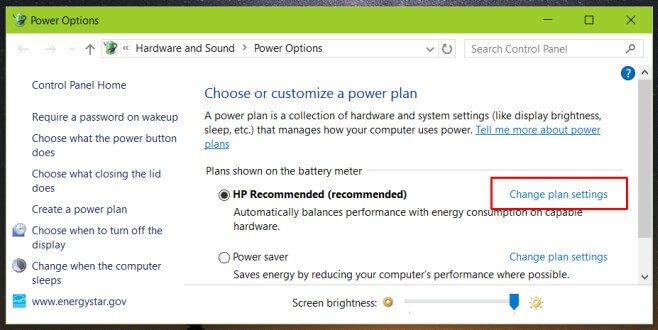 Power Options
« Hardware and Sound > Power Options
Search Control Panel
Control Panel Home
Require a password on wakeup
Choose what the power button
does
Choose what closing the lid
does
Create a power plan
Choose when to turn off the
display
Change when the computer
sleeps
www.energystar.gov
?
Choose or customize a power plan
A power plan is a collection of hardware and system settings (like display brightness,
sleep, etc.) that manages how your computer uses power. Tell me more about power
plans
Plans shown on the battery meter
HP Recommended (recommended) Change plan settings
Automatically balances performance with energy consumption on capable
hardware.
Power saver Change plan settings
Saves energy by reducing your computer's performance where possible.
Screen brightness: